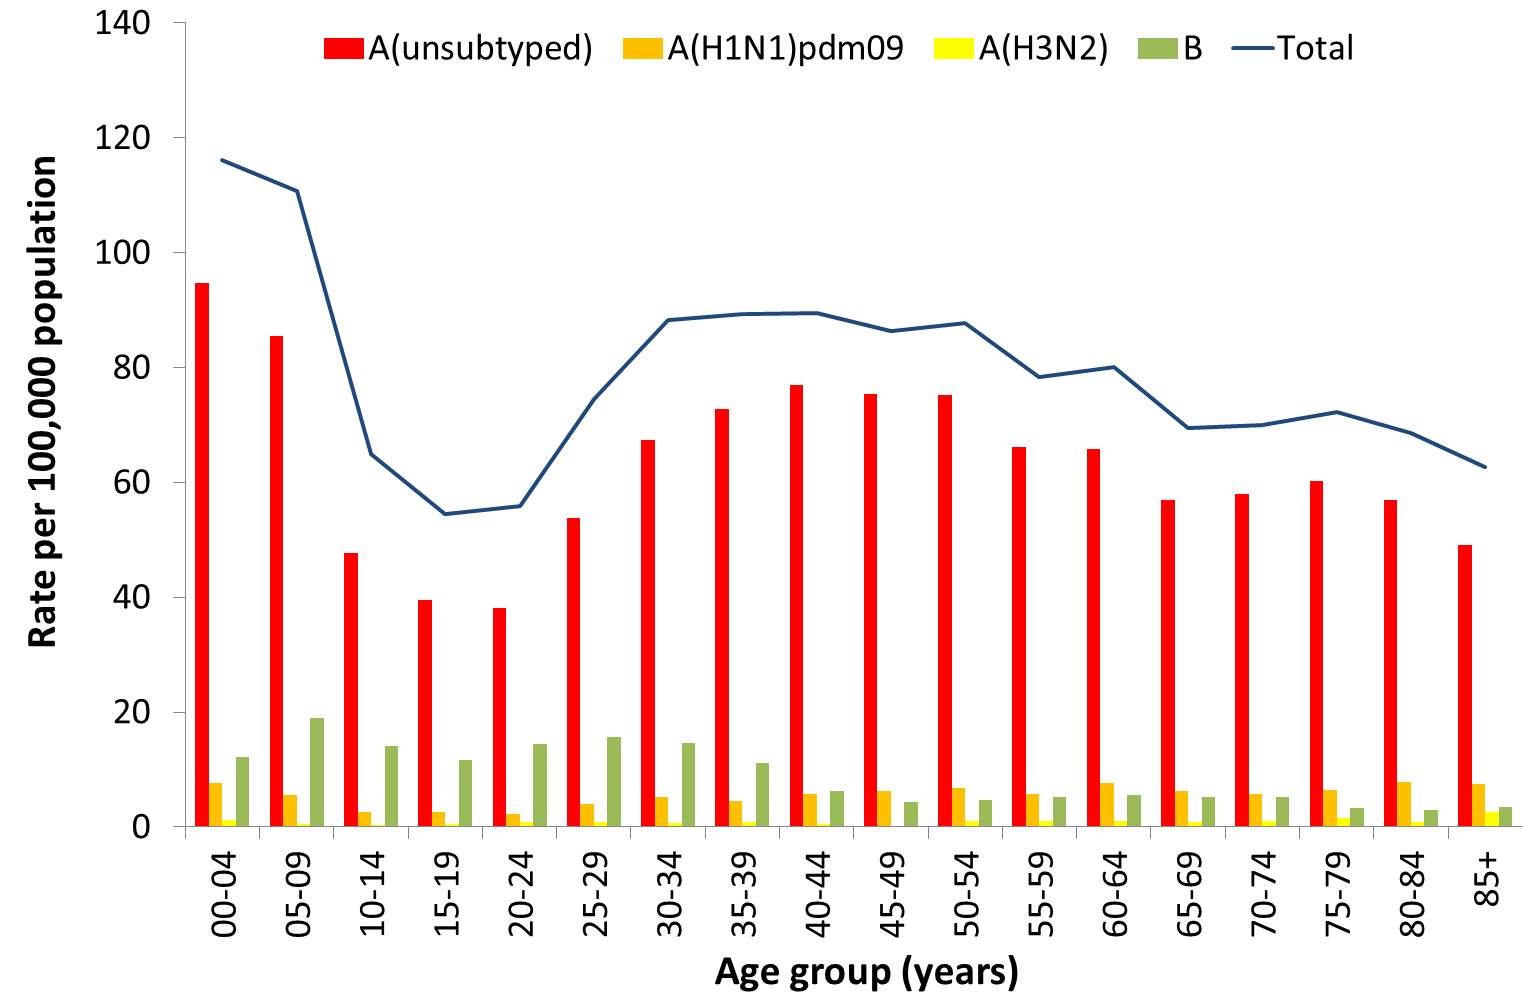 A(unsubtyped) A(H1N1)pdm09 A(H3N2) B Total
Rate per 100,000 population
140
120
100
80
60
40
20
0
00-04 05-09 10-14 15-19 20-24 25-29 30-34 35-39 40-44 45-49 50-54 55-59 60-64 65-69 70-74 75-79 80-84 85+
Age group (years)